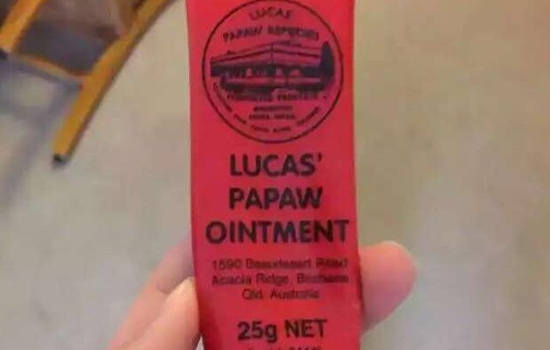 LUCAS'
PAPAW REMEDIES
LUCAS'
PAPAW
OINTMENT
1590 Beaudesert Road
Acacia Ridge, Brisbane
Qld. Australia
25g NET